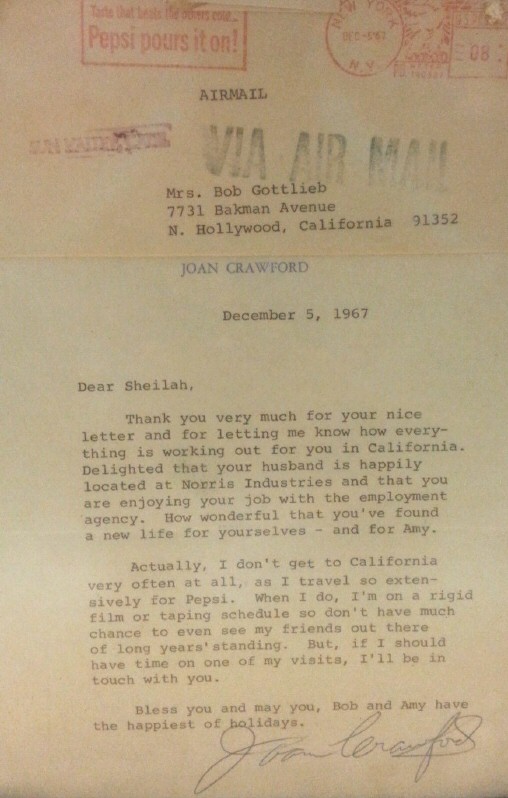 Taste that beats the others cold...
Pepsi pours it on!
NEW YORK
DEC-5'67
N.Y.
08
AIRMAIL
VIA AIR MAIL
Mrs. Bob Gottlieb
7731 Bakman Avenue
N. Hollywood, California 91352
JOAN CRAWFORD
December 5, 1967
Dear Sheilah,
Thank you very much for your nice
letter and for letting me know how every-
thing is working out for you in California.
Delighted that your husband is happily
located at Norris Industries and that you
are enjoying your job with the employment
agency. How wonderful that you've found
a new life for yourselves - and for Amy.
Actually, I don't get to California
very often at all, as I travel so exten-
sively for Pepsi. When I do, I'm on a rigid
film or taping schedule so don't have much
chance to even see my friends out there
of long years'standing. But, if I should
have time on one of my visits, I'll be in
touch with you.
Bless you and may you, Bob and Amy have
the happiest of holidays.
Joan Crawford